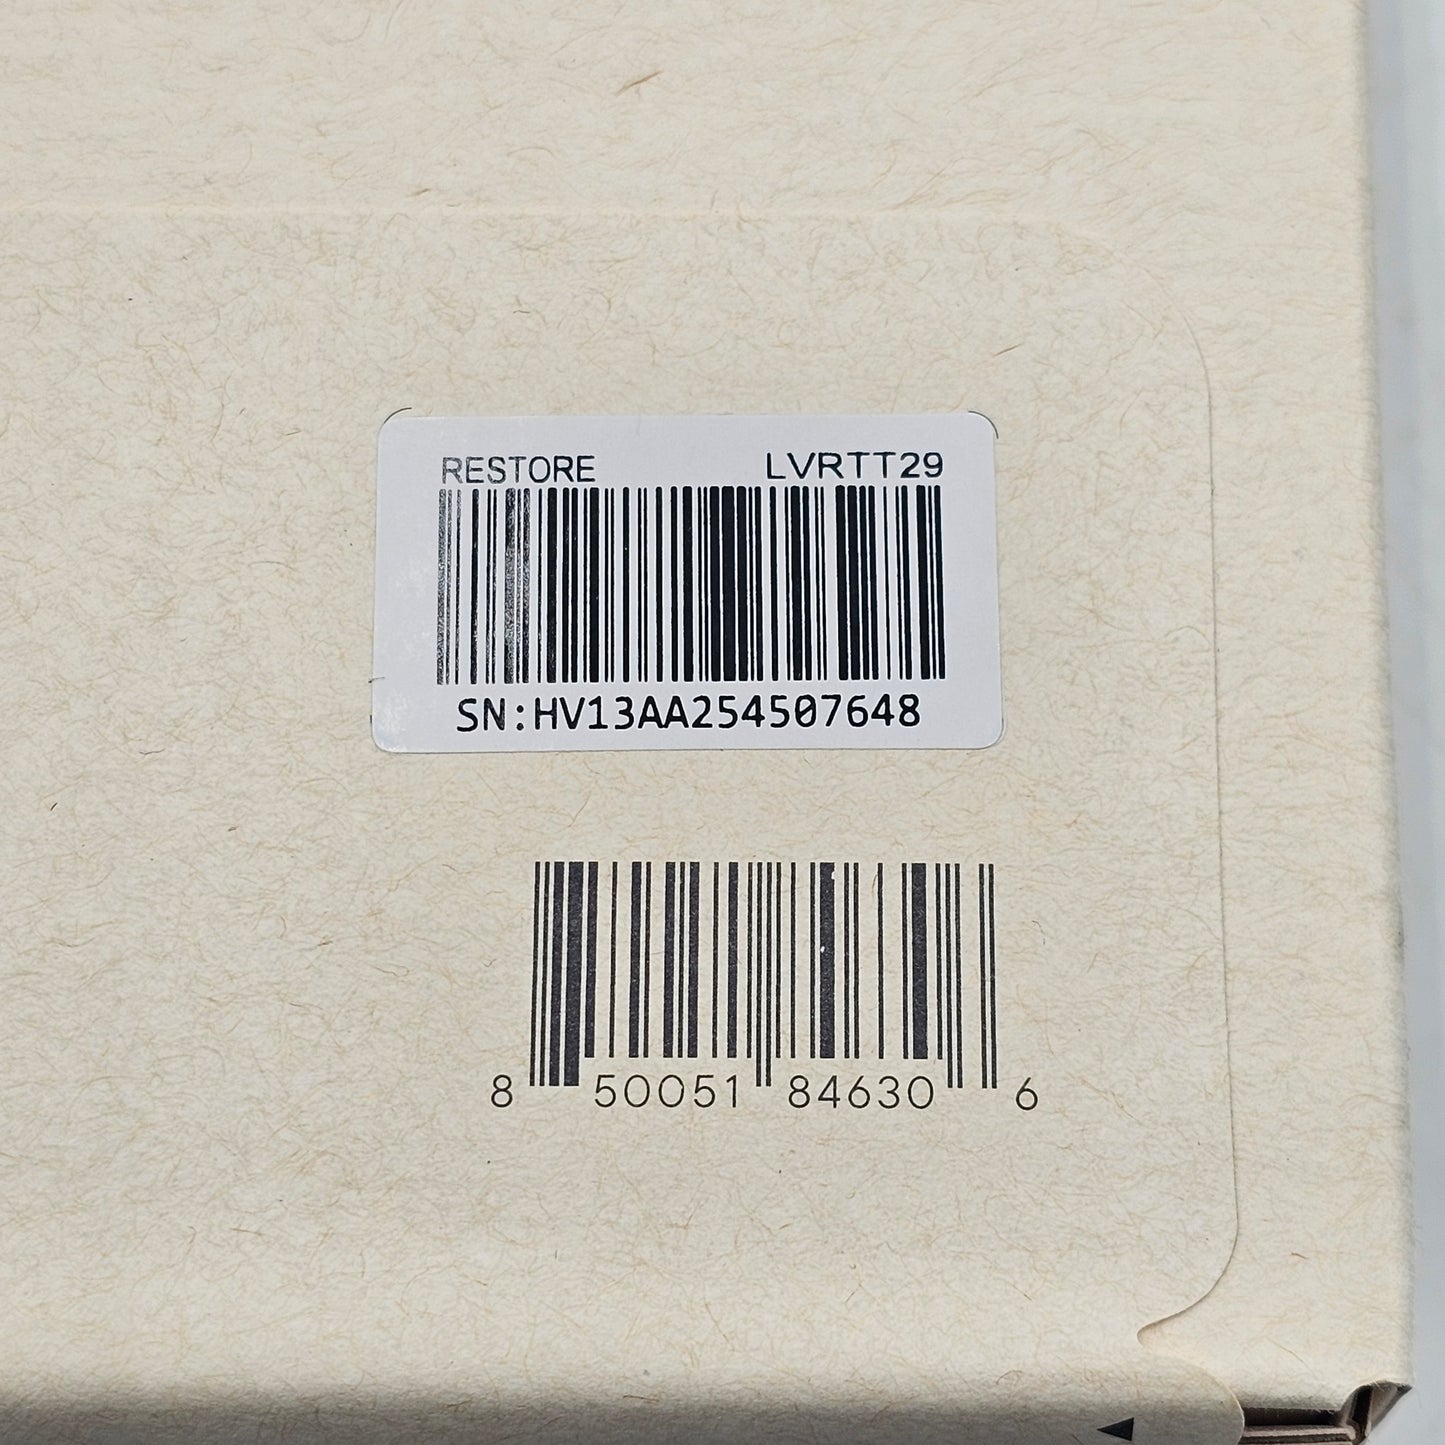 RESTORE LVRTT29
SN:HV13AA254507648
8 50051 84630 6